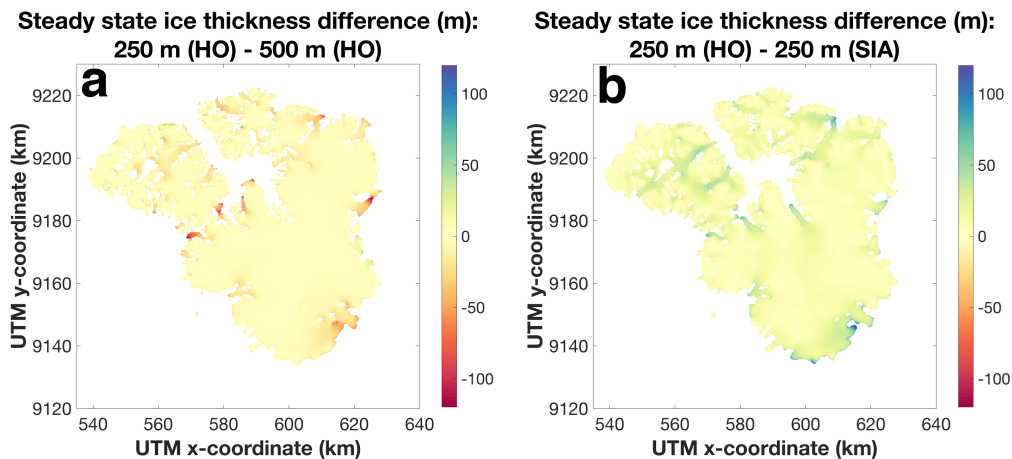 Steady state ice thickness difference (m):
250 m (HO) - 500 m (HO)
a
9220
9200
9180
9160
9140
9120
UTM y-coordinate (km)
540 560 580 600 620 640
UTM x-coordinate (km)
100
50
0
-50
-100
Steady state ice thickness difference (m):
250 m (HO) - 250 m (SIA)
b
9220
9200
9180
9160
9140
9120
UTM y-coordinate (km)
540 560 580 600 620 640
UTM x-coordinate (km)
100
50
0
-50
-100